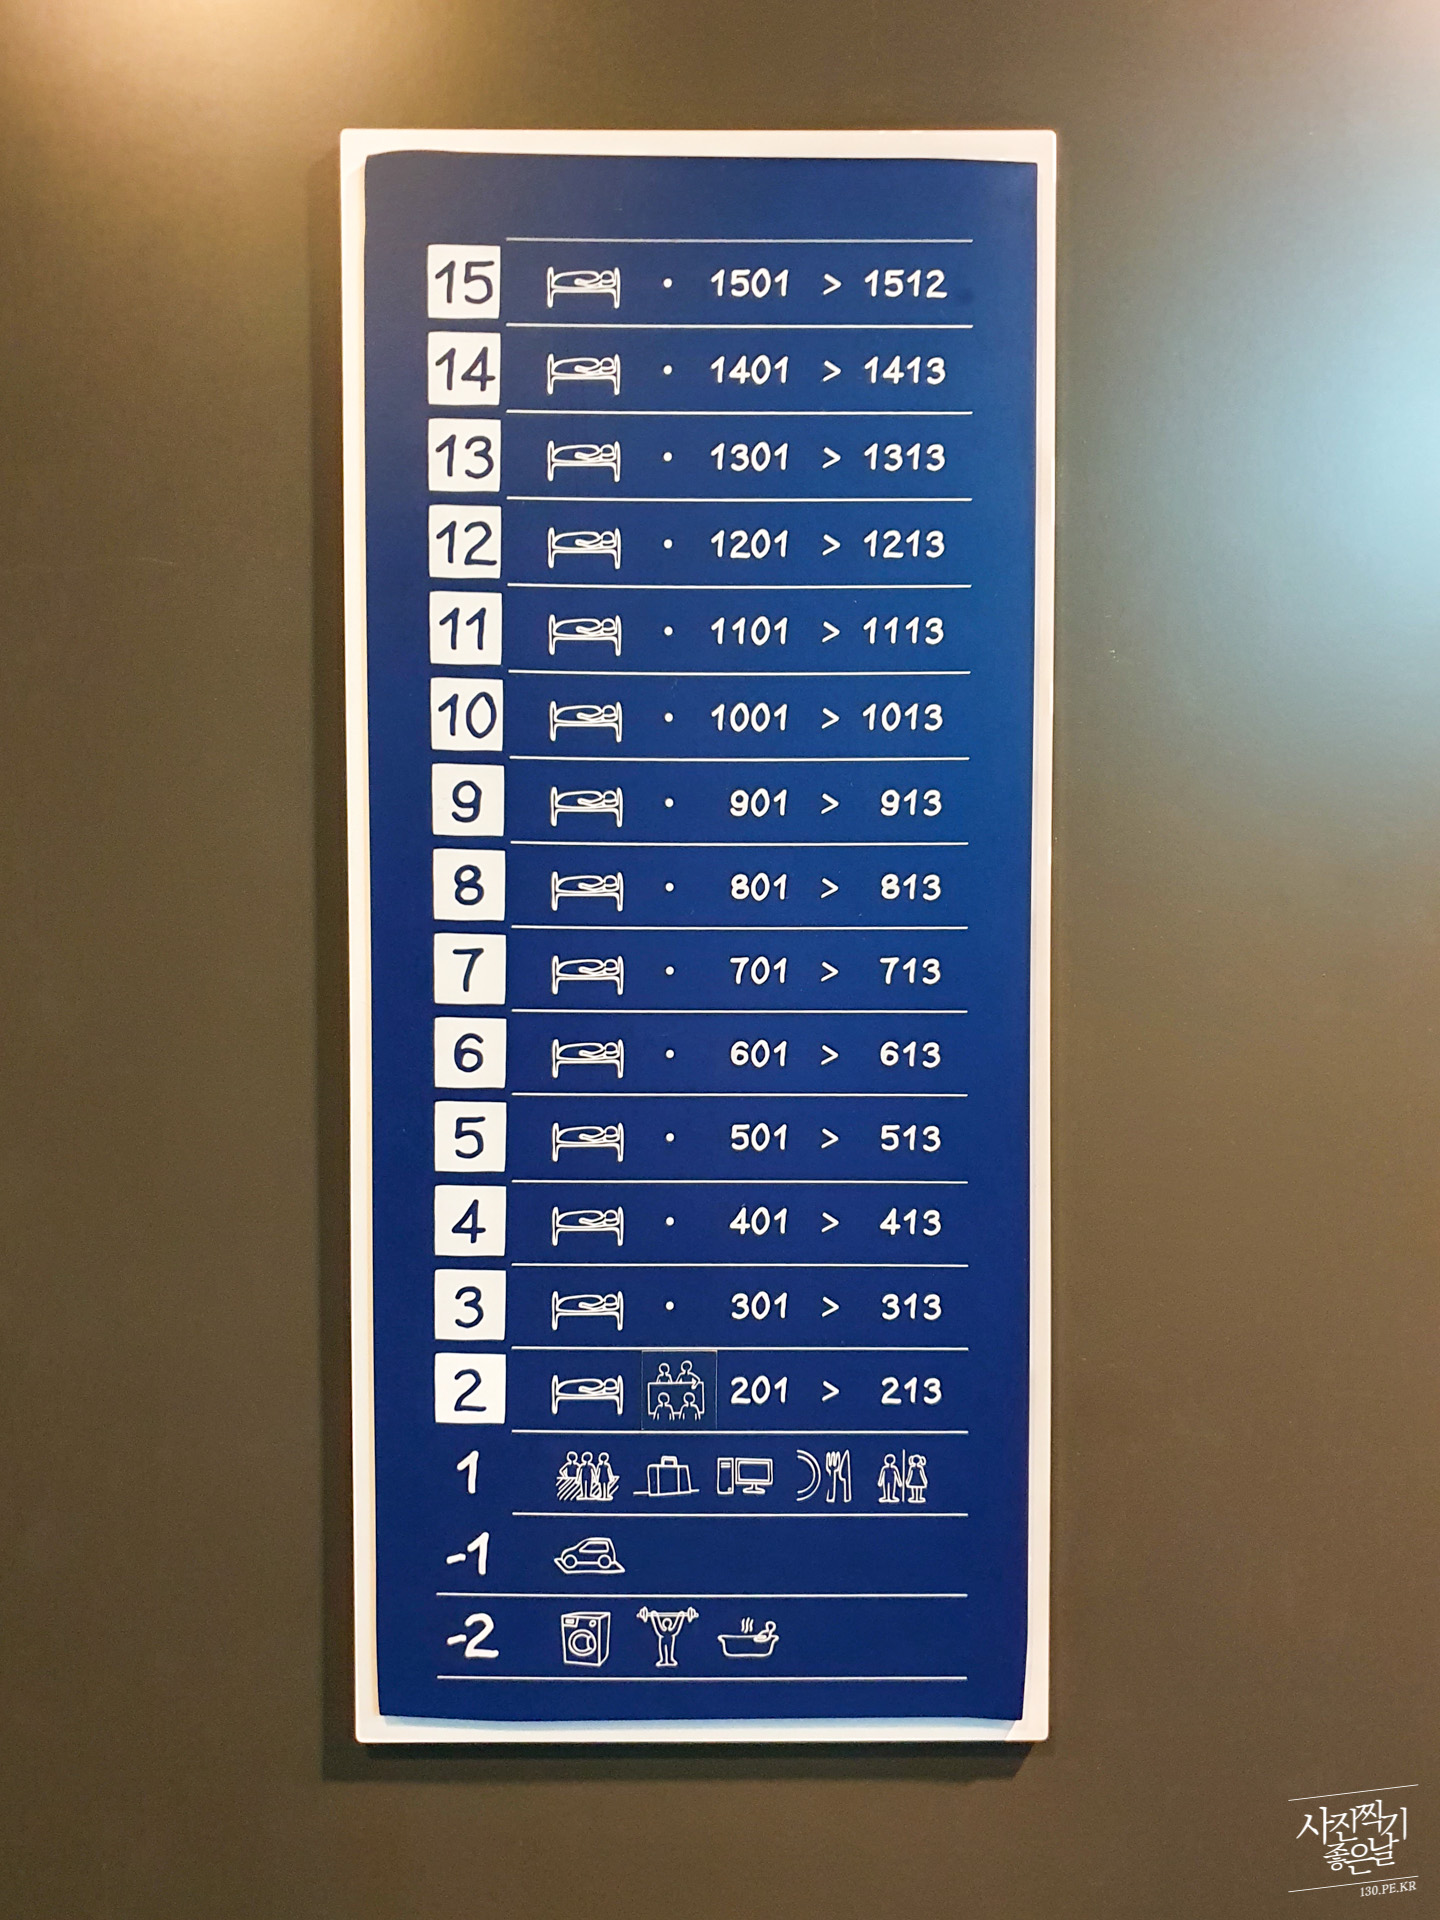 15 · 1501 > 1512
14 · 1401 > 1413
13 · 1301 > 1313
12 · 1201 > 1213
11 · 1101 > 1113
10 · 1001 > 1013
9 · 901 > 913
8 · 801 > 813
7 · 701 > 713
6 · 601 > 613
5 · 501 > 513
4 · 401 > 413
3 · 301 > 313
2 201 > 213
1
-1
-2
사진찍기
좋은날
130.PE.KR